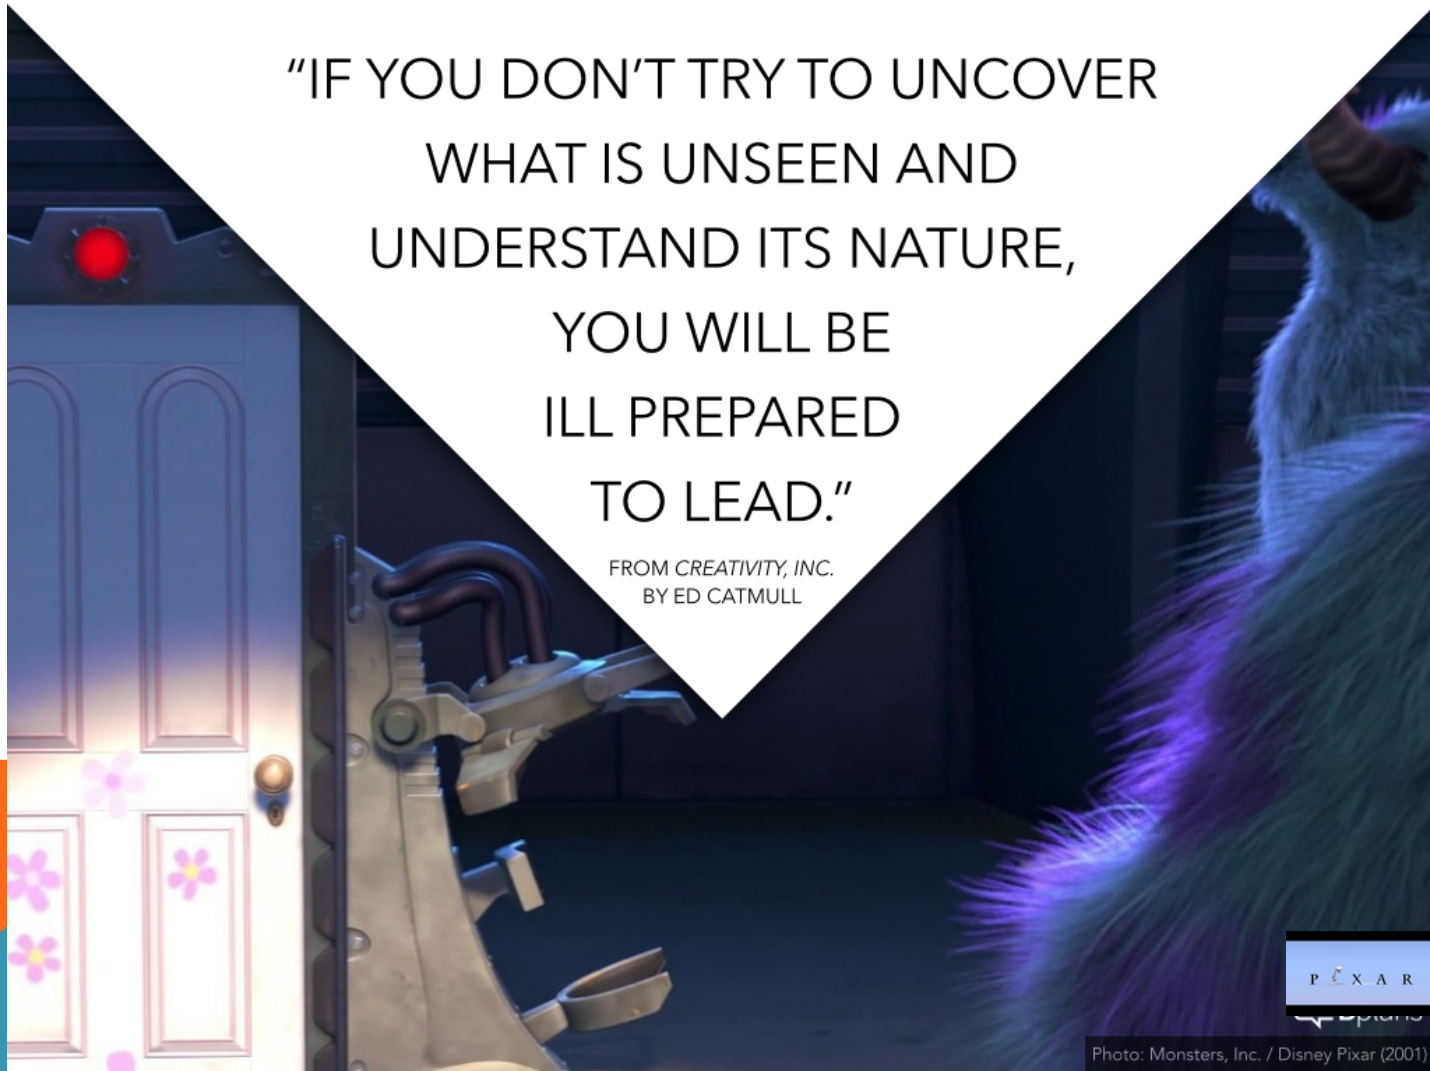 “IF YOU DON’T TRY TO UNCOVER
WHAT IS UNSEEN AND
UNDERSTAND ITS NATURE,
YOU WILL BE
ILL PREPARED
TO LEAD.”
FROM CREATIVITY, INC.
BY ED CATMULL
PIXAR
Photo: Monsters, Inc. / Disney Pixar (2001)